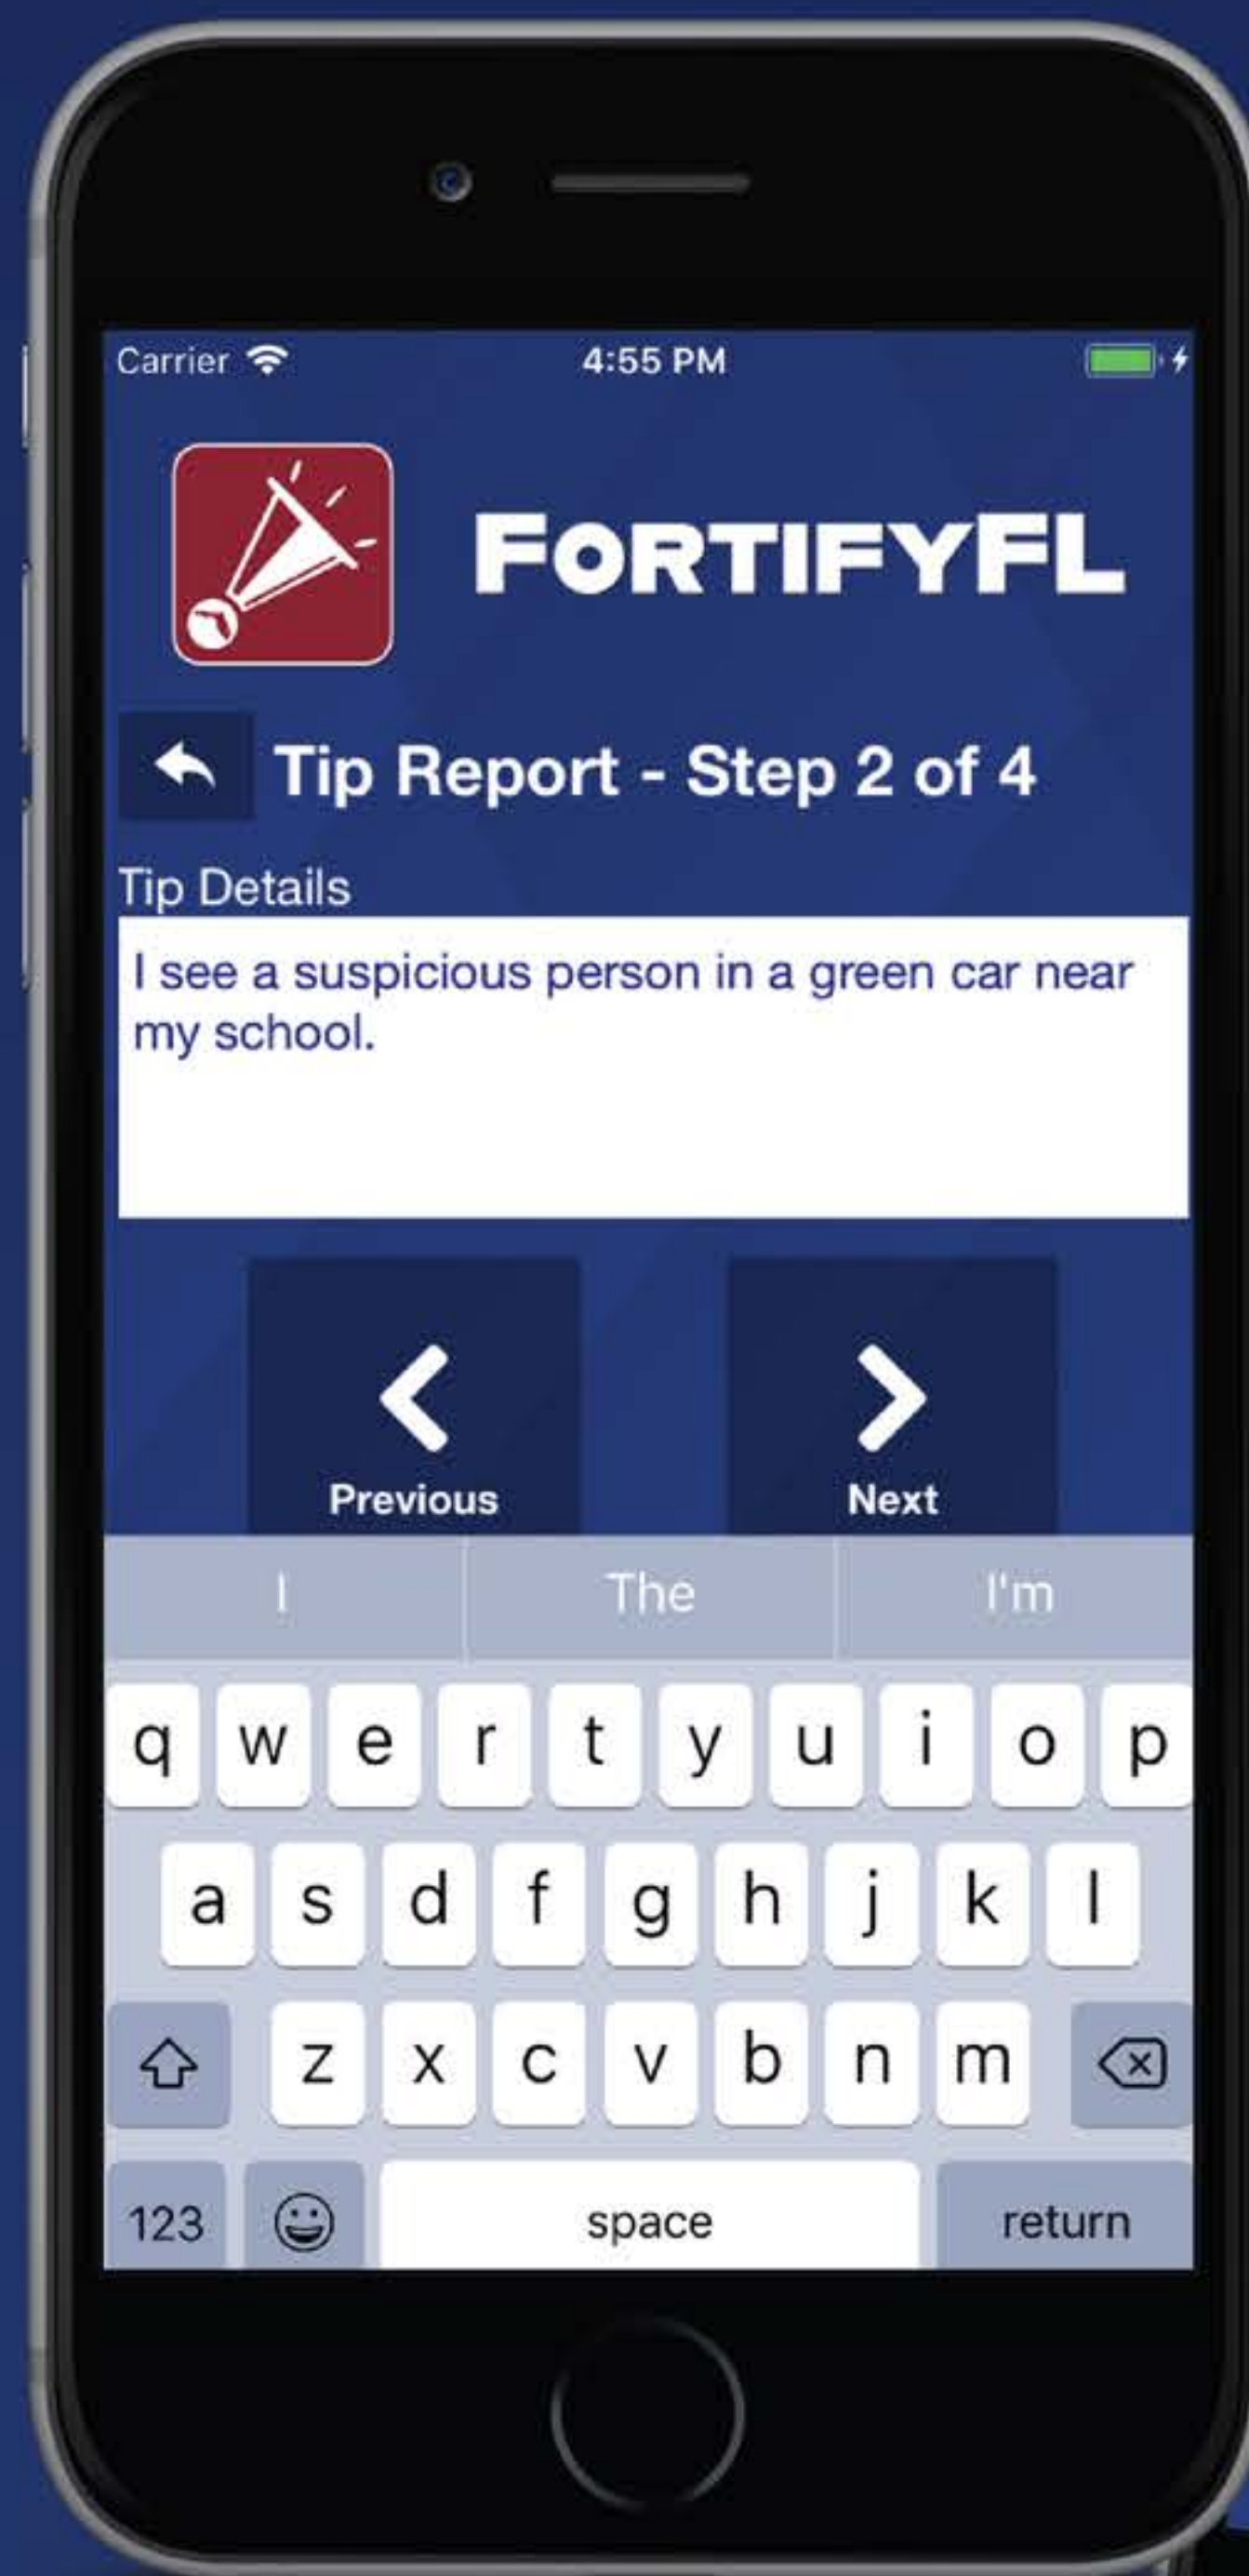 Carrier
4:55 PM
FORTIFYFL
Tip Report - Step 2 of 4
Tip Details
I see a suspicious person in a green car near
my school.
Previous
Next
I The I'm
q w e r t y u i o p
a s d f g h j k l
z x c v b n m
123 space return